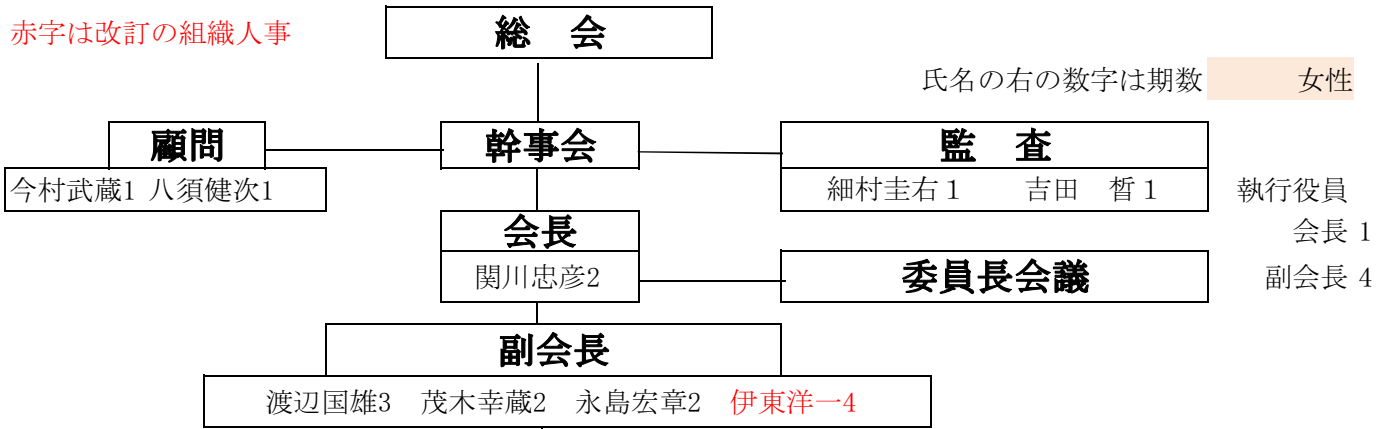 赤字は改訂の組織人事
総　会
氏名の右の数字は期数　女性
顧問
幹事会
監　査
今村武蔵1 八須健次1
細村圭右 1　吉田　晢 1
執行役員
会長
会長 1
関川忠彦2
委員長会議
副会長 4
副会長
渡辺国雄3　茂木幸蔵2　永島宏章2　伊東洋一4